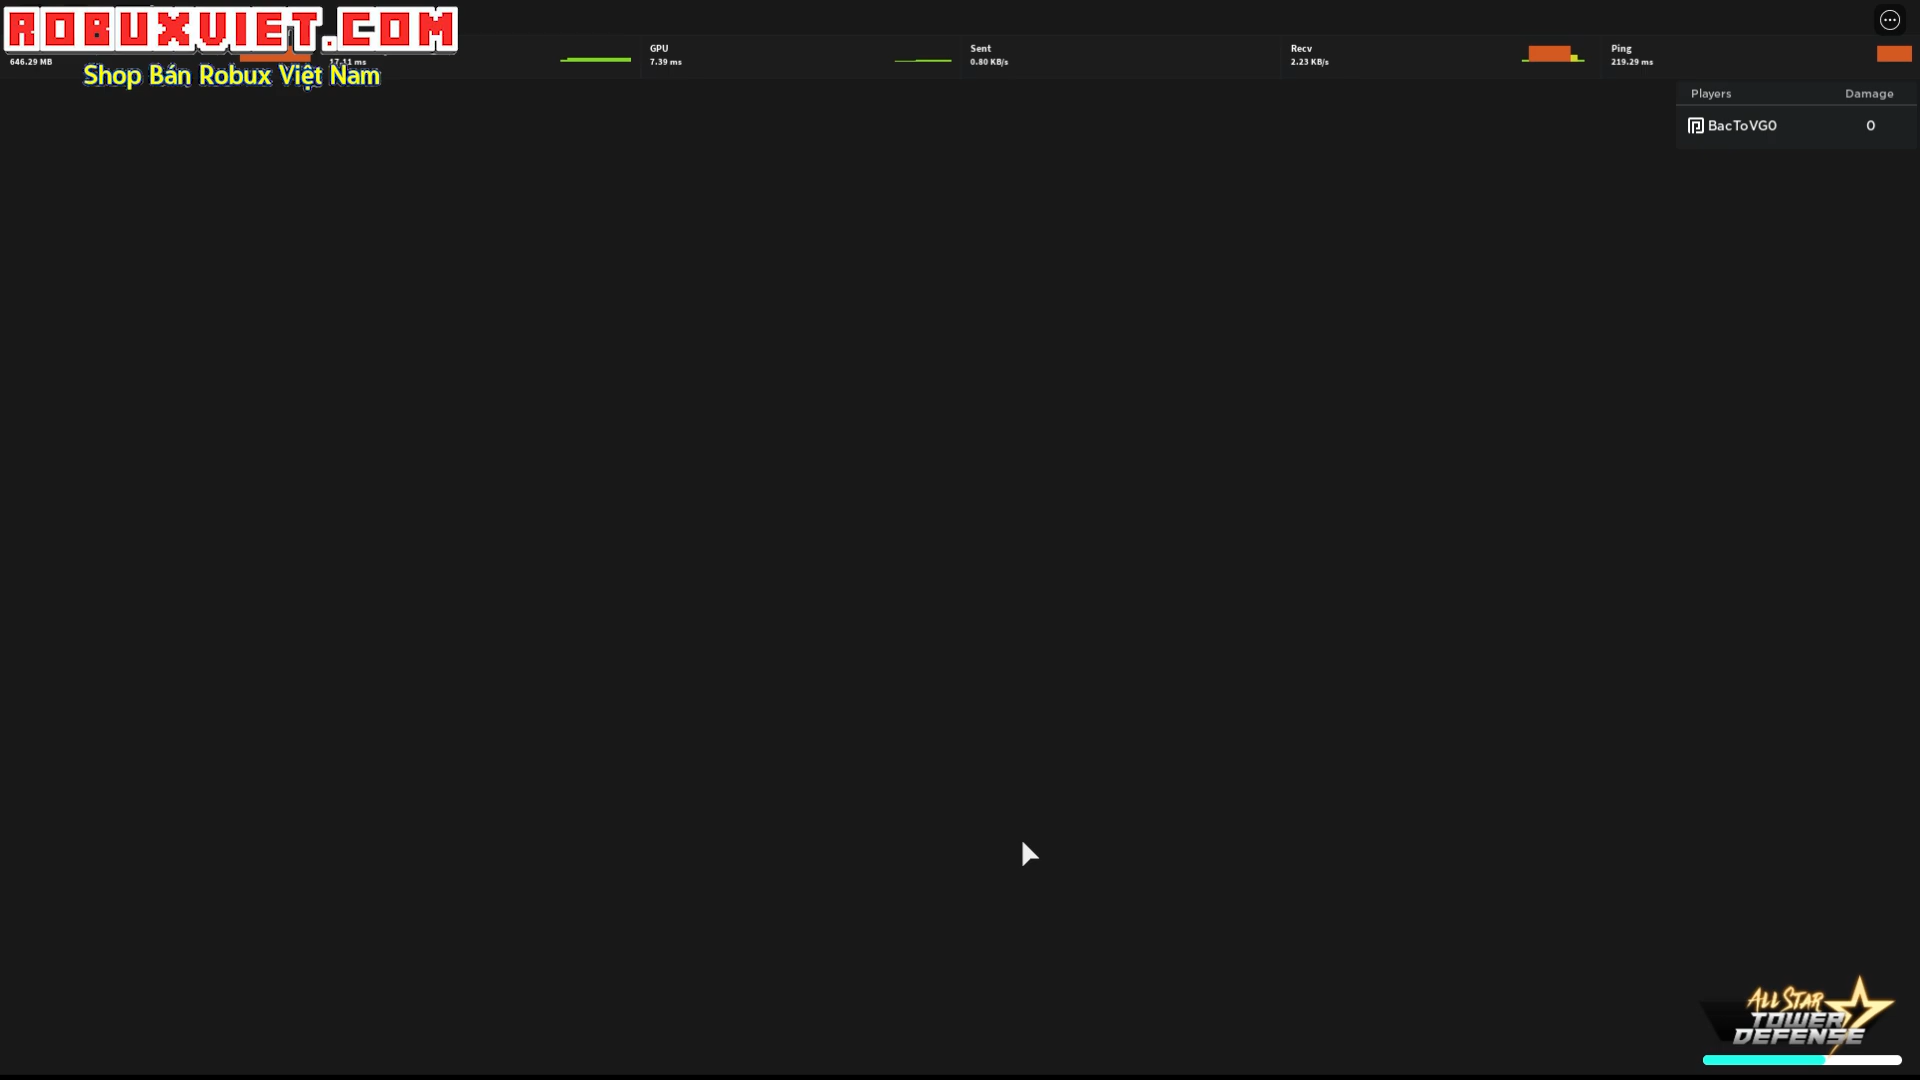 ROBUXVIET.COM
Shop Bán Robux Việt Nam
646.29 MB
17.11 ms
GPU
7.39 ms
Sent
0.80 KB/s
Recv
2.23 KB/s
Ping
219.29 ms
Players Damage
BacToVG0 0
ALL STAR
TOWER
DEFENSE